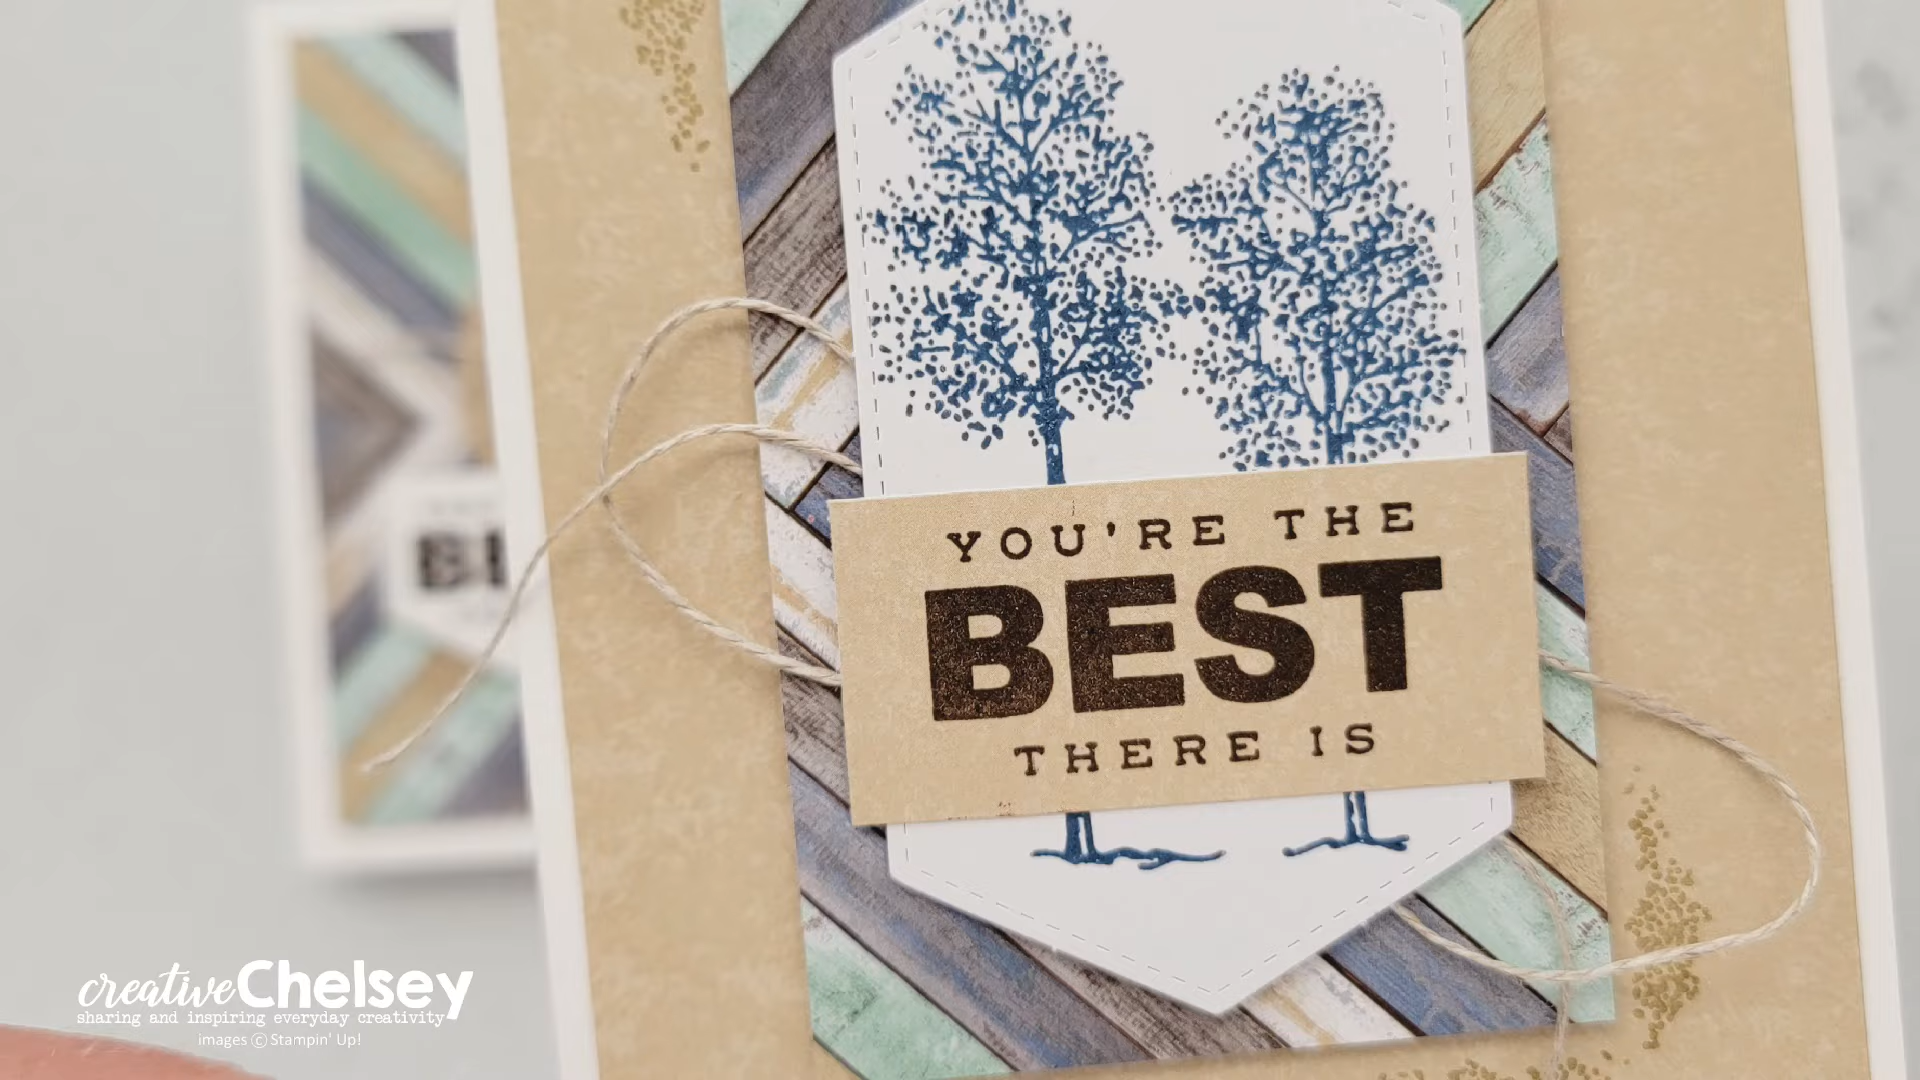 YOU'RE THE
BEST
THERE IS
creativeChelsey
sharing and inspiring everyday creativity
images © Stampin' Up!